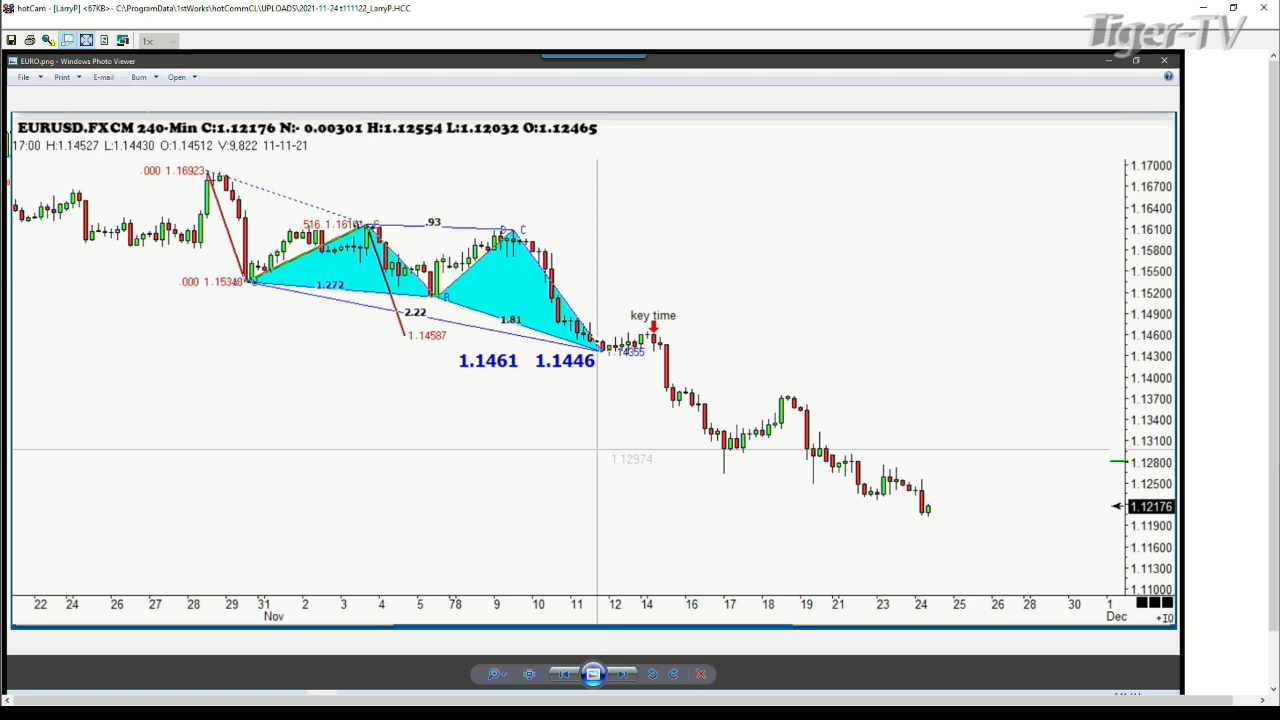 hotCam - [LarryP] <67KB> - C:\ProgramData\1stWorks\hotCommCL\UPLOADS\2021-11-24 t111122_LarryP.HCC
Tiger-TV
1x
EURO.png - Windows Photo Viewer
File Print E-mail Burn Open
EURUSD.FXCM 240-Min C:1.12176 N:- 0.00301 H:1.12554 L:1.12032 O:1.12465
17:00 H:1.14527 L:1.14430 O:1.14512 V:9,822 11-11-21
.000 1.16923
.93
C
1.272
B
2.22
1.81
1.14587
key time
1.1461 1.1446
1.14355
1.12974
1.17000
1.16700
1.16400
1.16100
1.15800
1.15500
1.15200
1.14900
1.14600
1.14300
1.14000
1.13700
1.13400
1.13100
1.12800
1.12500
1.12176
1.11900
1.11600
1.11300
1.11000
22 24 26 27 28 29 31 2 3 4 5 78 9 10 11 12 14 16 17 18 19 21 23 24 25 26 28 30 1
Nov Dec